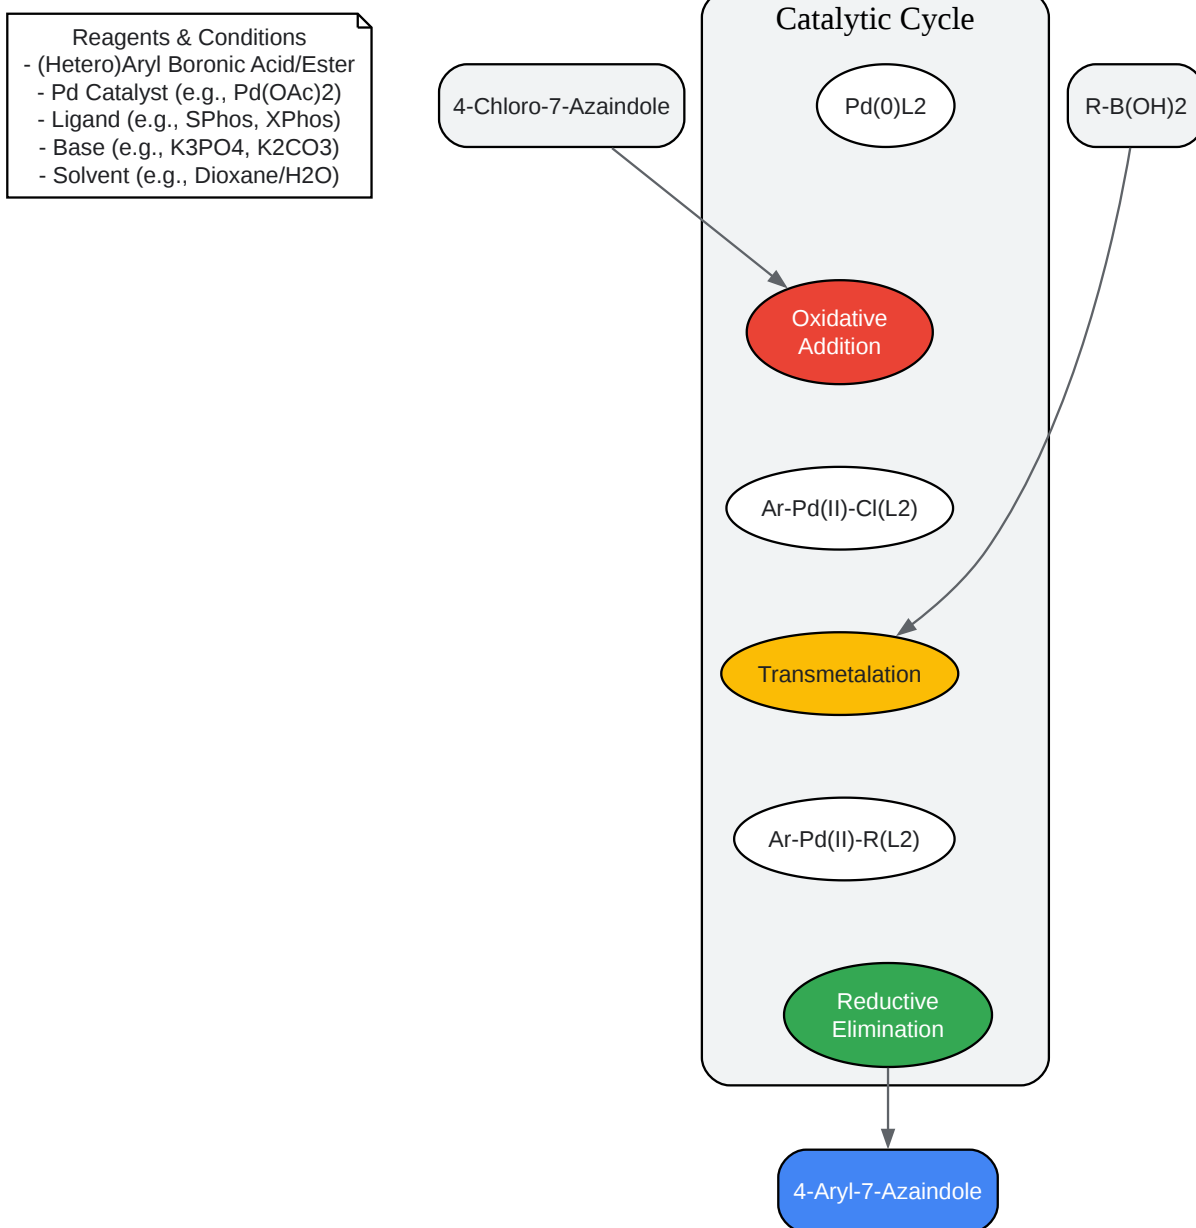 Reagents & Conditions
- (Hetero)Aryl Boronic Acid/Ester
- Pd Catalyst (e.g., Pd(OAc)2)
- Ligand (e.g., SPhos, XPhos)
- Base (e.g., K3PO4, K2CO3)
- Solvent (e.g., Dioxane/H2O)
Catalytic Cycle
4-Chloro-7-Azaindole
Pd(0)L2
R-B(OH)2
Oxidative
Addition
Ar-Pd(II)-Cl(L2)
Transmetalation
Ar-Pd(II)-R(L2)
Reductive
Elimination
4-Aryl-7-Azaindole